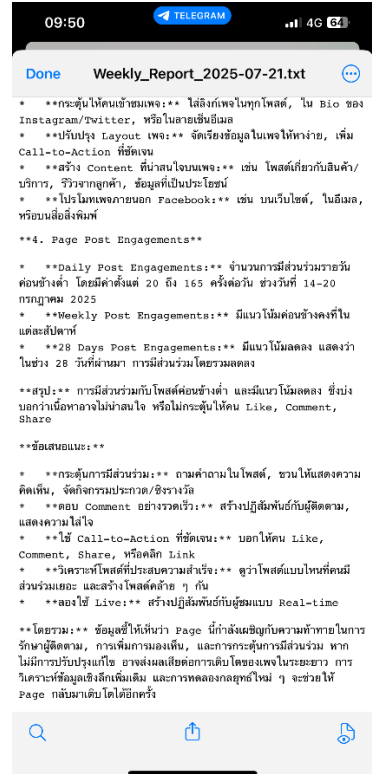 09:50
TELEGRAM
4G 64
Done
Weekly_Report_2025-07-21.txt
* **กระตุ้นให้คนเข้าชมเพจ:** ใส่ลิงก์เพจในทุกโพสต์, ใน Bio ของ
Instagram/Twitter, หรือในลายเซ็นอีเมล
* **ปรับปรุง Layout เพจ:** จัดเรียงข้อมูลในเพจให้หาง่าย, เพิ่ม
Call-to-Action ที่ชัดเจน
* **สร้าง Content ที่น่าสนใจบนเพจ:** เช่น โพสต์เกี่ยวกับสินค้า/
บริการ, รีวิวจากลูกค้า, ข้อมูลที่เป็นประโยชน์
* **โปรโมทเพจภายนอก Facebook:** เช่น บนเว็บไซต์, ในอีเมล,
หรือบนสื่อสิ่งพิมพ์
**4. Page Post Engagements**
* **Daily Post Engagements:** จำนวนการมีส่วนร่วมรายวัน
ค่อนข้างต่ำ โดยมีค่าตั้งแต่ 20 ถึง 165 ครั้งต่อวัน ช่วงวันที่ 14-20
กรกฎาคม 2025
* **Weekly Post Engagements:** มีแนวโน้มค่อนข้างคงที่ใน
แต่ละสัปดาห์
* **28 Days Post Engagements:** มีแนวโน้มลดลง แสดงว่า
ในช่วง 28 วันที่ผ่านมา การมีส่วนร่วมโดยรวมลดลง
**สรุป:** การมีส่วนร่วมกับโพสต์ค่อนข้างต่ำ และมีแนวโน้มลดลง ซึ่งบ่ง
บอกว่าเนื้อหาอาจไม่น่าสนใจ หรือไม่กระตุ้นให้คน Like, Comment,
Share
**ข้อเสนอแนะ:**
* **กระตุ้นการมีส่วนร่วม:** ถามคำถามในโพสต์, ชวนให้แสดงความ
คิดเห็น, จัดกิจกรรมประกวด/ชิงรางวัล
* **ตอบ Comment อย่างรวดเร็ว:** สร้างปฏิสัมพันธ์กับผู้ติดตาม,
แสดงความใส่ใจ
* **ใช้ Call-to-Action ที่ชัดเจน:** บอกให้คน Like,
Comment, Share, หรือคลิก Link
* **วิเคราะห์โพสต์ที่ประสบความสำเร็จ:** ดูว่าโพสต์แบบไหนที่คนมี
ส่วนร่วมเยอะ และสร้างโพสต์คล้าย ๆ กัน
* **ลองใช้ Live:** สร้างปฏิสัมพันธ์กับผู้ชมแบบ Real-time
**โดยรวม:** ข้อมูลชี้ให้เห็นว่า Page นี้กำลังเผชิญกับความท้าทายในการ
รักษาผู้ติดตาม, การเพิ่มการมองเห็น, และการกระตุ้นการมีส่วนร่วม หาก
ไม่มีการปรับปรุงแก้ไข อาจส่งผลเสียต่อการเติบโตของเพจในระยะยาว การ
วิเคราะห์ข้อมูลเชิงลึกเพิ่มเติม และการทดลองกลยุทธ์ใหม่ ๆ จะช่วยให้
Page กลับมาเติบโตได้อีกครั้ง